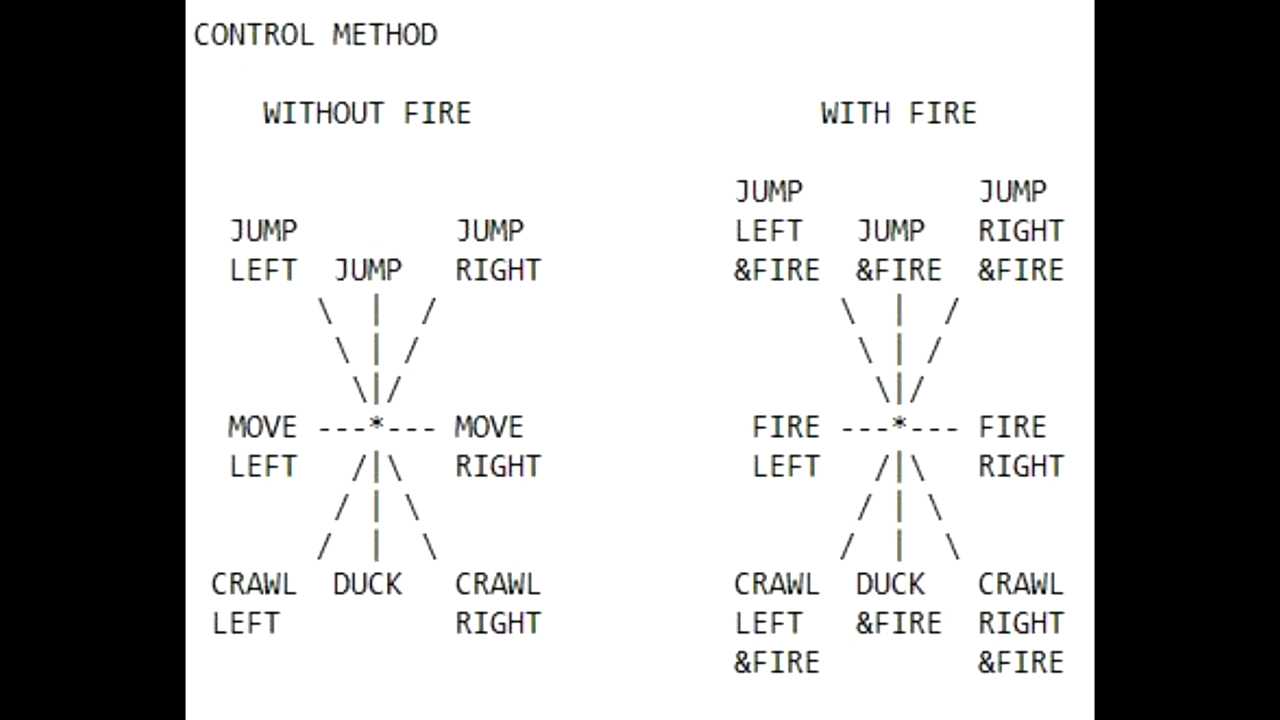 CONTROL METHOD
WITHOUT FIRE WITH FIRE
JUMP JUMP
JUMP JUMP LEFT JUMP RIGHT
LEFT JUMP RIGHT &FIRE &FIRE &FIRE
\ | / \ | /
\ | / \ | /
\|/ \|/
MOVE ---*--- MOVE FIRE ---*--- FIRE
LEFT /|\ RIGHT LEFT /|\ RIGHT
/ | \ / | \
/ | \ / | \
CRAWL DUCK CRAWL CRAWL DUCK CRAWL
LEFT RIGHT LEFT &FIRE RIGHT
&FIRE &FIRE